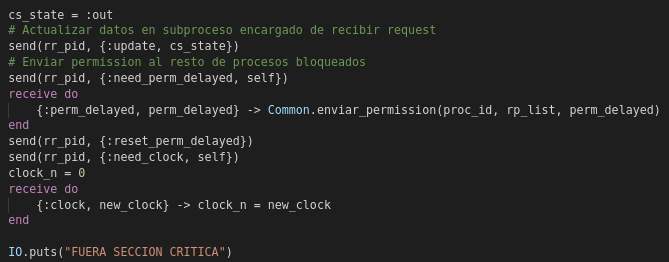 cs_state = :out
# Actualizar datos en subproceso encargado de recibir request
send(rr_pid, {:update, cs_state})
# Enviar permission al resto de procesos bloqueados
send(rr_pid, {:need_perm_delayed, self})
receive do
    {:perm_delayed, perm_delayed} -> Common.enviar_permission(proc_id, rp_list, perm_delayed)
end
send(rr_pid, {:reset_perm_delayed})
send(rr_pid, {:need_clock, self})
clock_n = 0
receive do
    {:clock, new_clock} -> clock_n = new_clock
end
IO.puts("FUERA SECCION CRITICA")